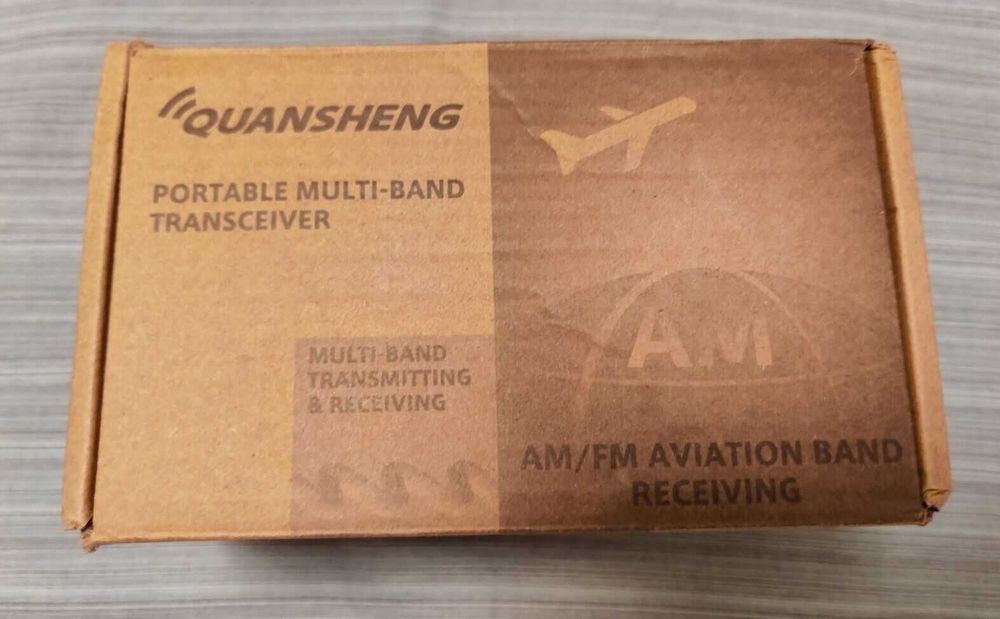 QUANSHENG
PORTABLE MULTI-BAND
TRANSCEIVER
MULTI-BAND
TRANSMITTING
& RECEIVING
AM
AM/FM AVIATION BAND
RECEIVING